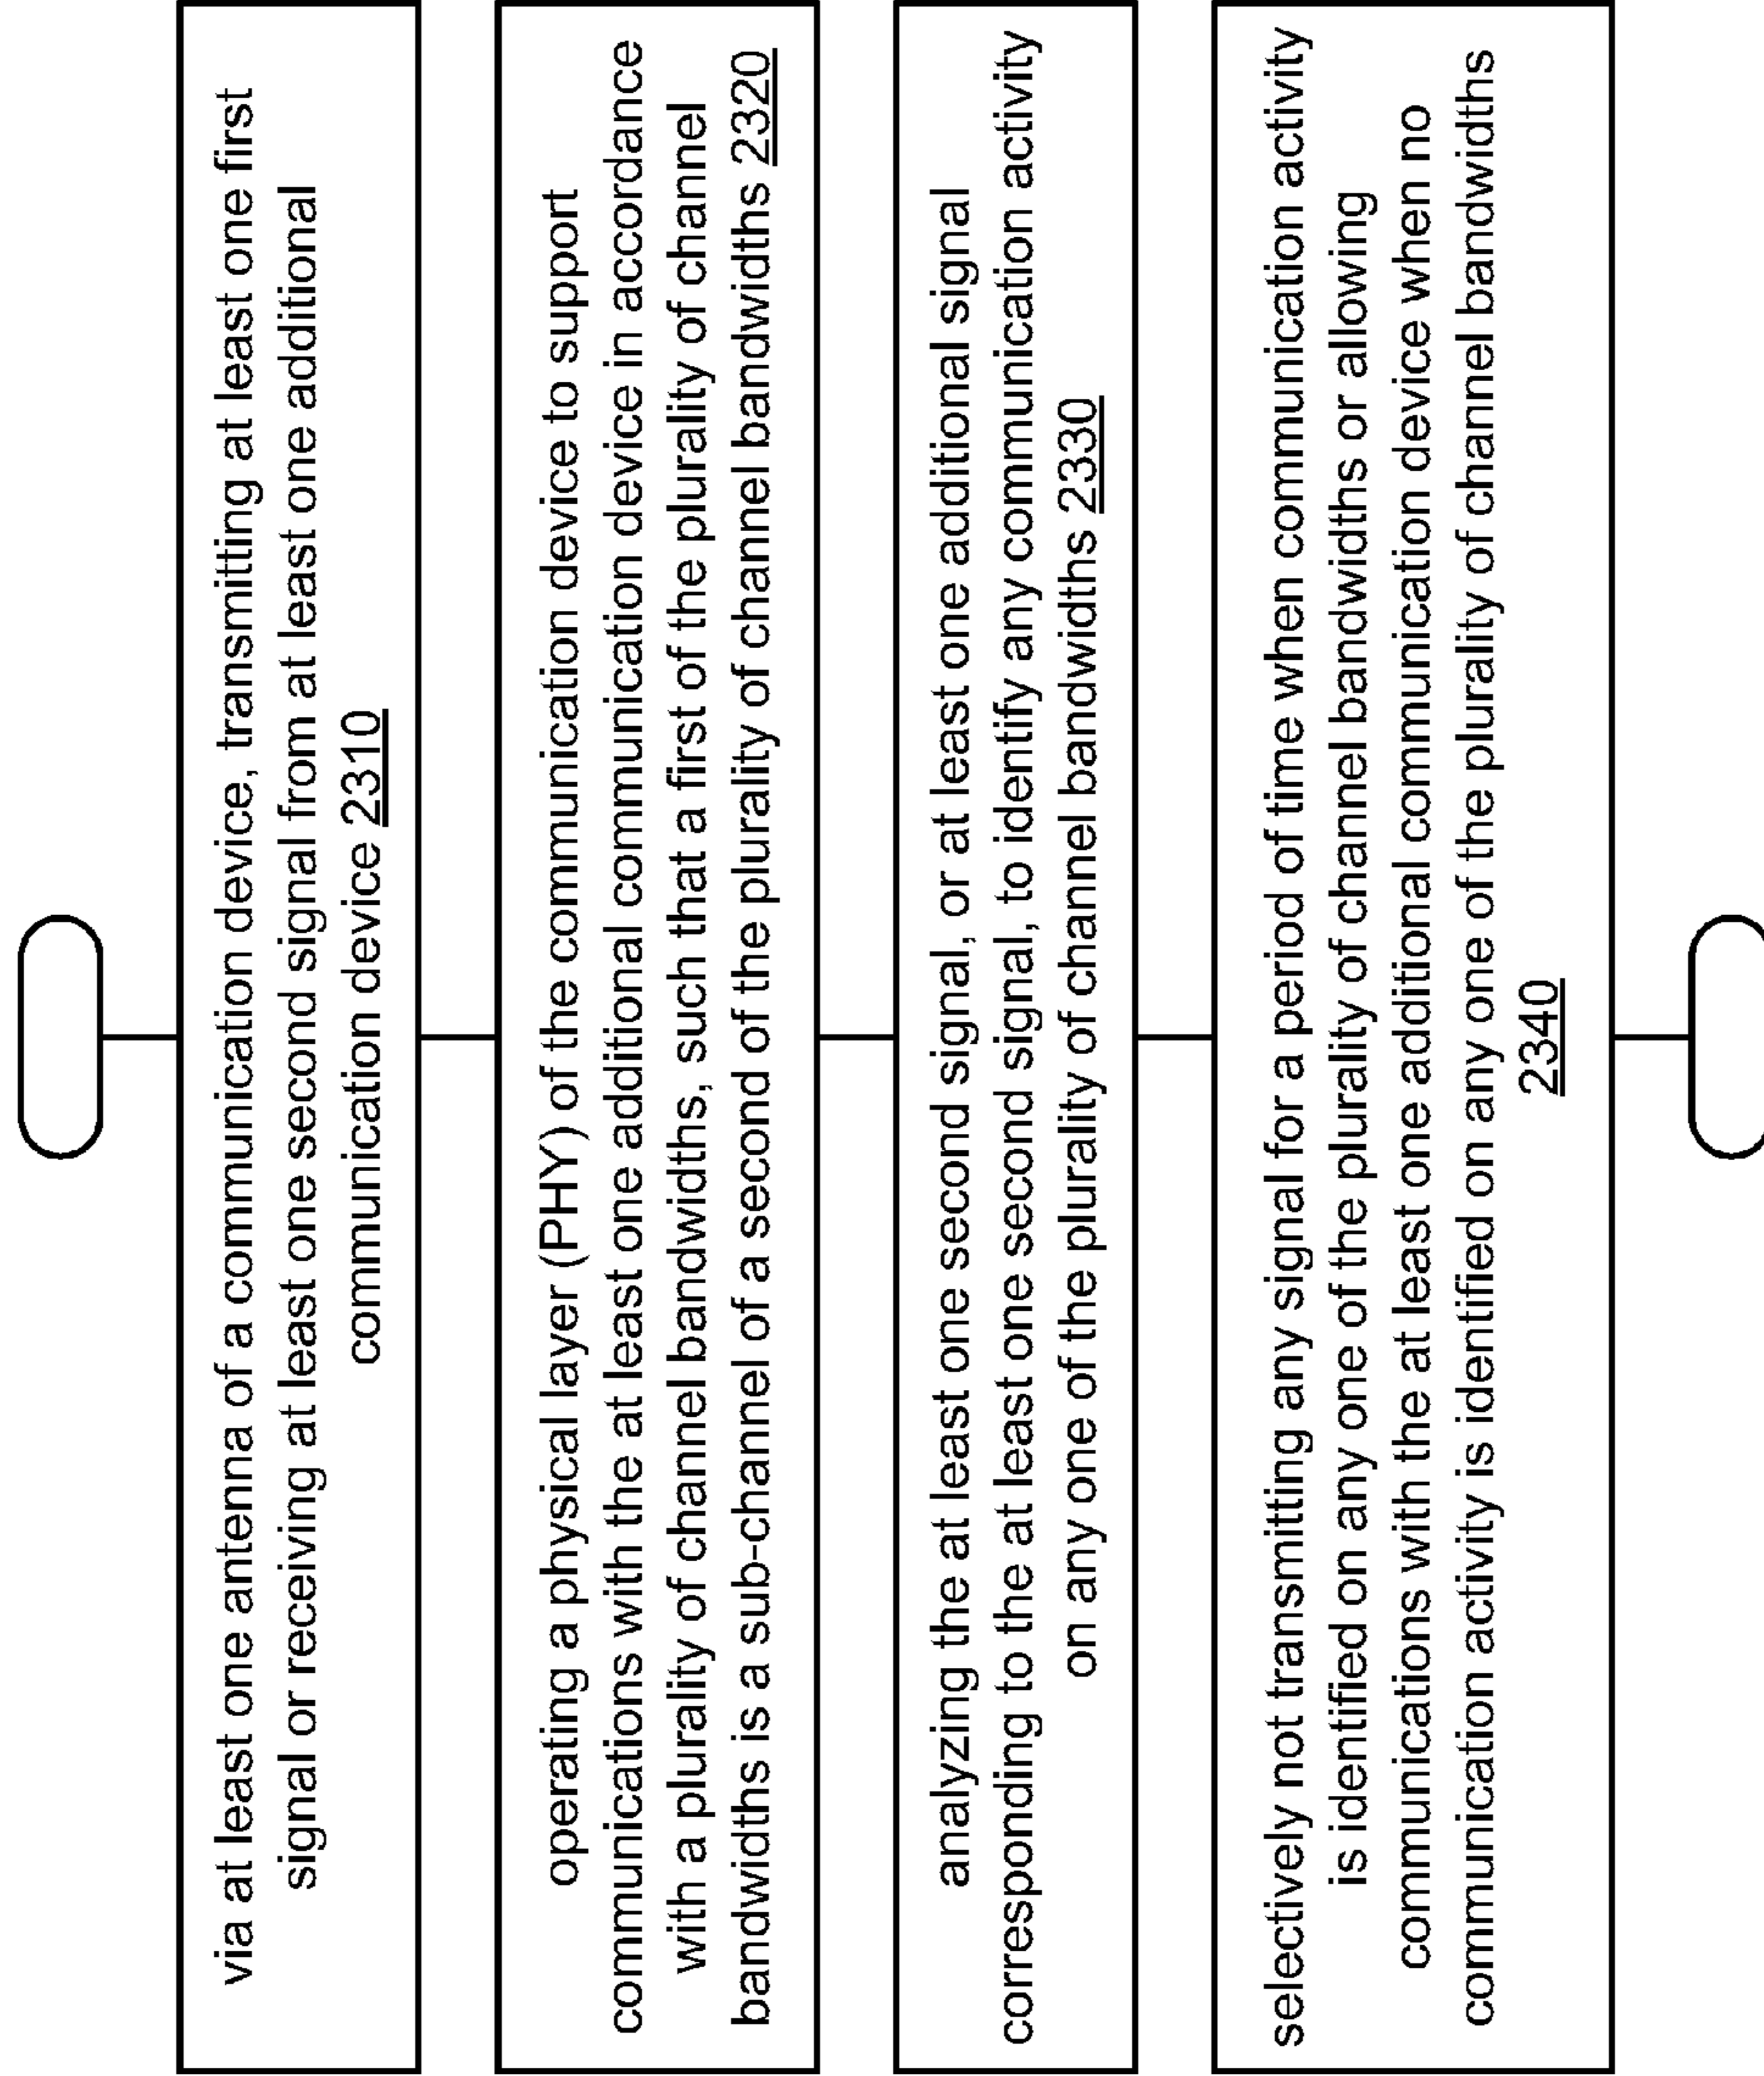 via at least one antenna of a communication device, transmitting at least one first
signal or receiving at least one second signal from at least one additional
communication device 2310
operating a physical layer (PHY) of the communication device to support
communications with the at least one additional communication device in accordance
with a plurality of channel bandwidths, such that a first of the plurality of channel
bandwidths is a sub-channel of a second of the plurality of channel bandwidths 2320
analyzing the at least one second signal, or at least one additional signal
corresponding to the at least one second signal, to identify any communication activity
on any one of the plurality of channel bandwidths 2330
selectively not transmitting any signal for a period of time when communication activity
is identified on any one of the plurality of channel bandwidths or allowing
communications with the at least one additional communication device when no
communication activity is identified on any one of the plurality of channel bandwidths
2340